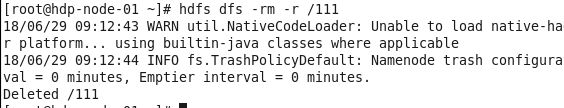 [root@hdp-node-01 ~]# hdfs dfs -rm -r /111
18/06/29 09:12:43 WARN util.NativeCodeLoader: Unable to load native-ha
r platform... using builtin-java classes where applicable
18/06/29 09:12:44 INFO fs.TrashPolicyDefault: Namenode trash configura
val = 0 minutes, Emptier interval = 0 minutes.
Deleted /111
[root@hdp-node-01 ~]#